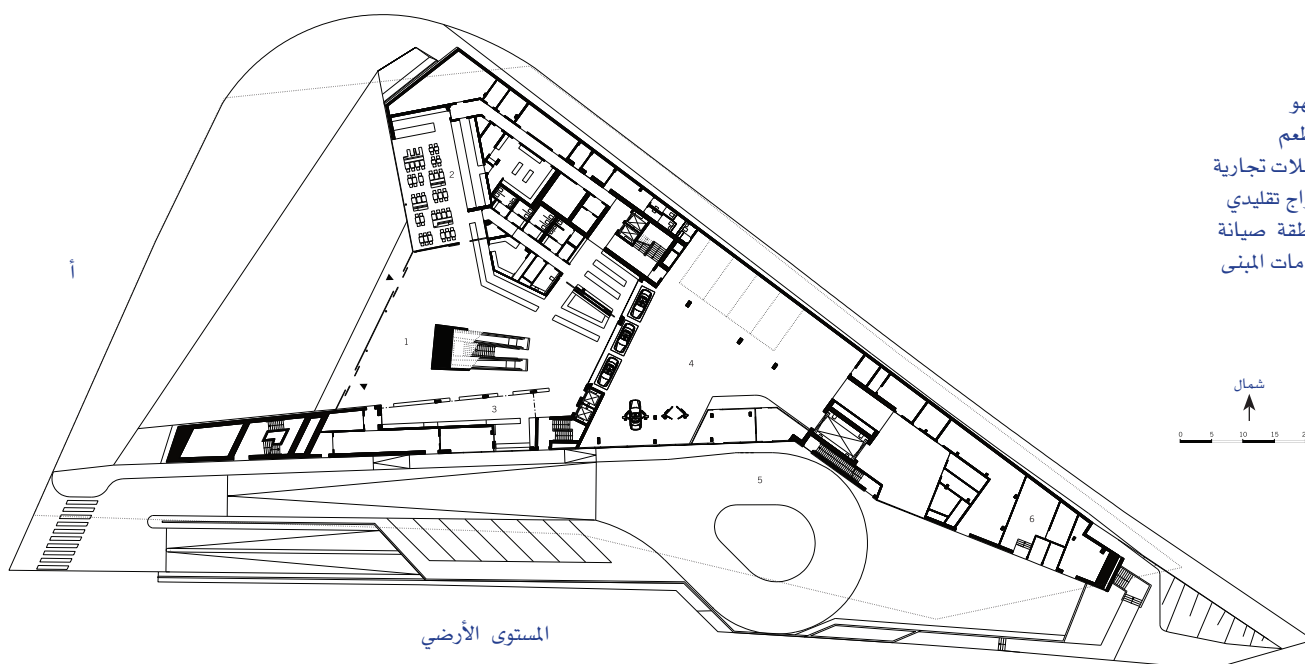 هو
طعم
لات تجارية
راج تقليدي
طقة صيانة
مات المبنى
أ
شمال
0 5 10 15 2
1
2
3
4
5
6
المستوى الأرضي